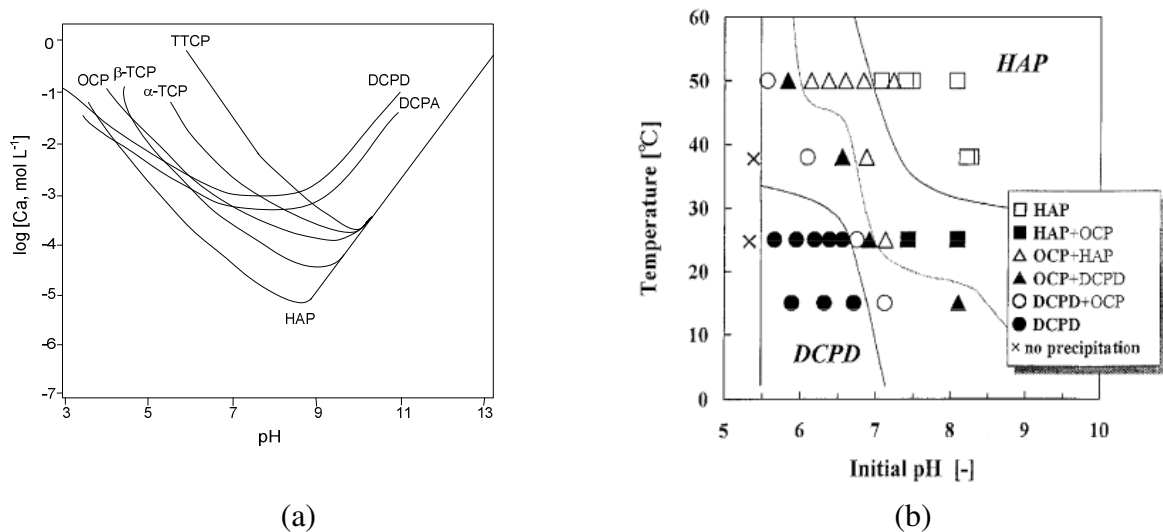 0
-1
-2
-3
-4
-5
-6
-7
log [Ca, mol L⁻¹]
TTCP
β-TCP
OCP
α-TCP
DCPD
DCPA
HAP
3
5
7
9
11
13
pH
(a)
60
50
40
30
20
10
0
Temperature [℃]
HAP
DCPD
□ HAP
■ HAP+OCP
△ OCP+HAP
▲ OCP+DCPD
○ DCPD+OCP
● DCPD
× no precipitation
5
6
7
8
9
10
Initial pH [-]
(b)